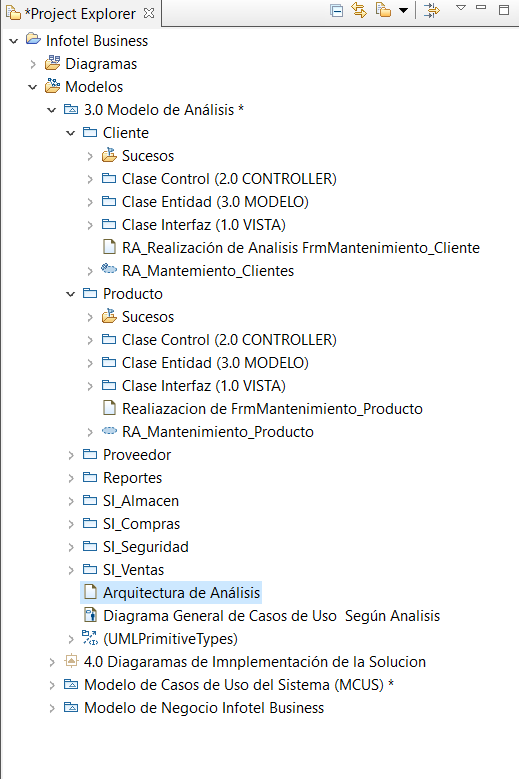 *Project Explorer
Infotel Business
Diagramas
Modelos
3.0 Modelo de Análisis *
Cliente
Sucesos
Clase Control (2.0 CONTROLLER)
Clase Entidad (3.0 MODELO)
Clase Interfaz (1.0 VISTA)
RA_Realización de Analisis FrmMantenimiento_Cliente
RA_Mantemiento_Clientes
Producto
Sucesos
Clase Control (2.0 CONTROLLER)
Clase Entidad (3.0 MODELO)
Clase Interfaz (1.0 VISTA)
Realiazacion de FrmMantenimiento_Producto
RA_Mantenimiento_Producto
Proveedor
Reportes
SI_Almacen
SI_Compras
SI_Seguridad
SI_Ventas
Arquitectura de Análisis
Diagrama General de Casos de Uso  Según Analisis
(UMLPrimitiveTypes)
4.0 Diagaramas de Imnplementación de la Solucion
Modelo de Casos de Uso del Sistema (MCUS) *
Modelo de Negocio Infotel Business